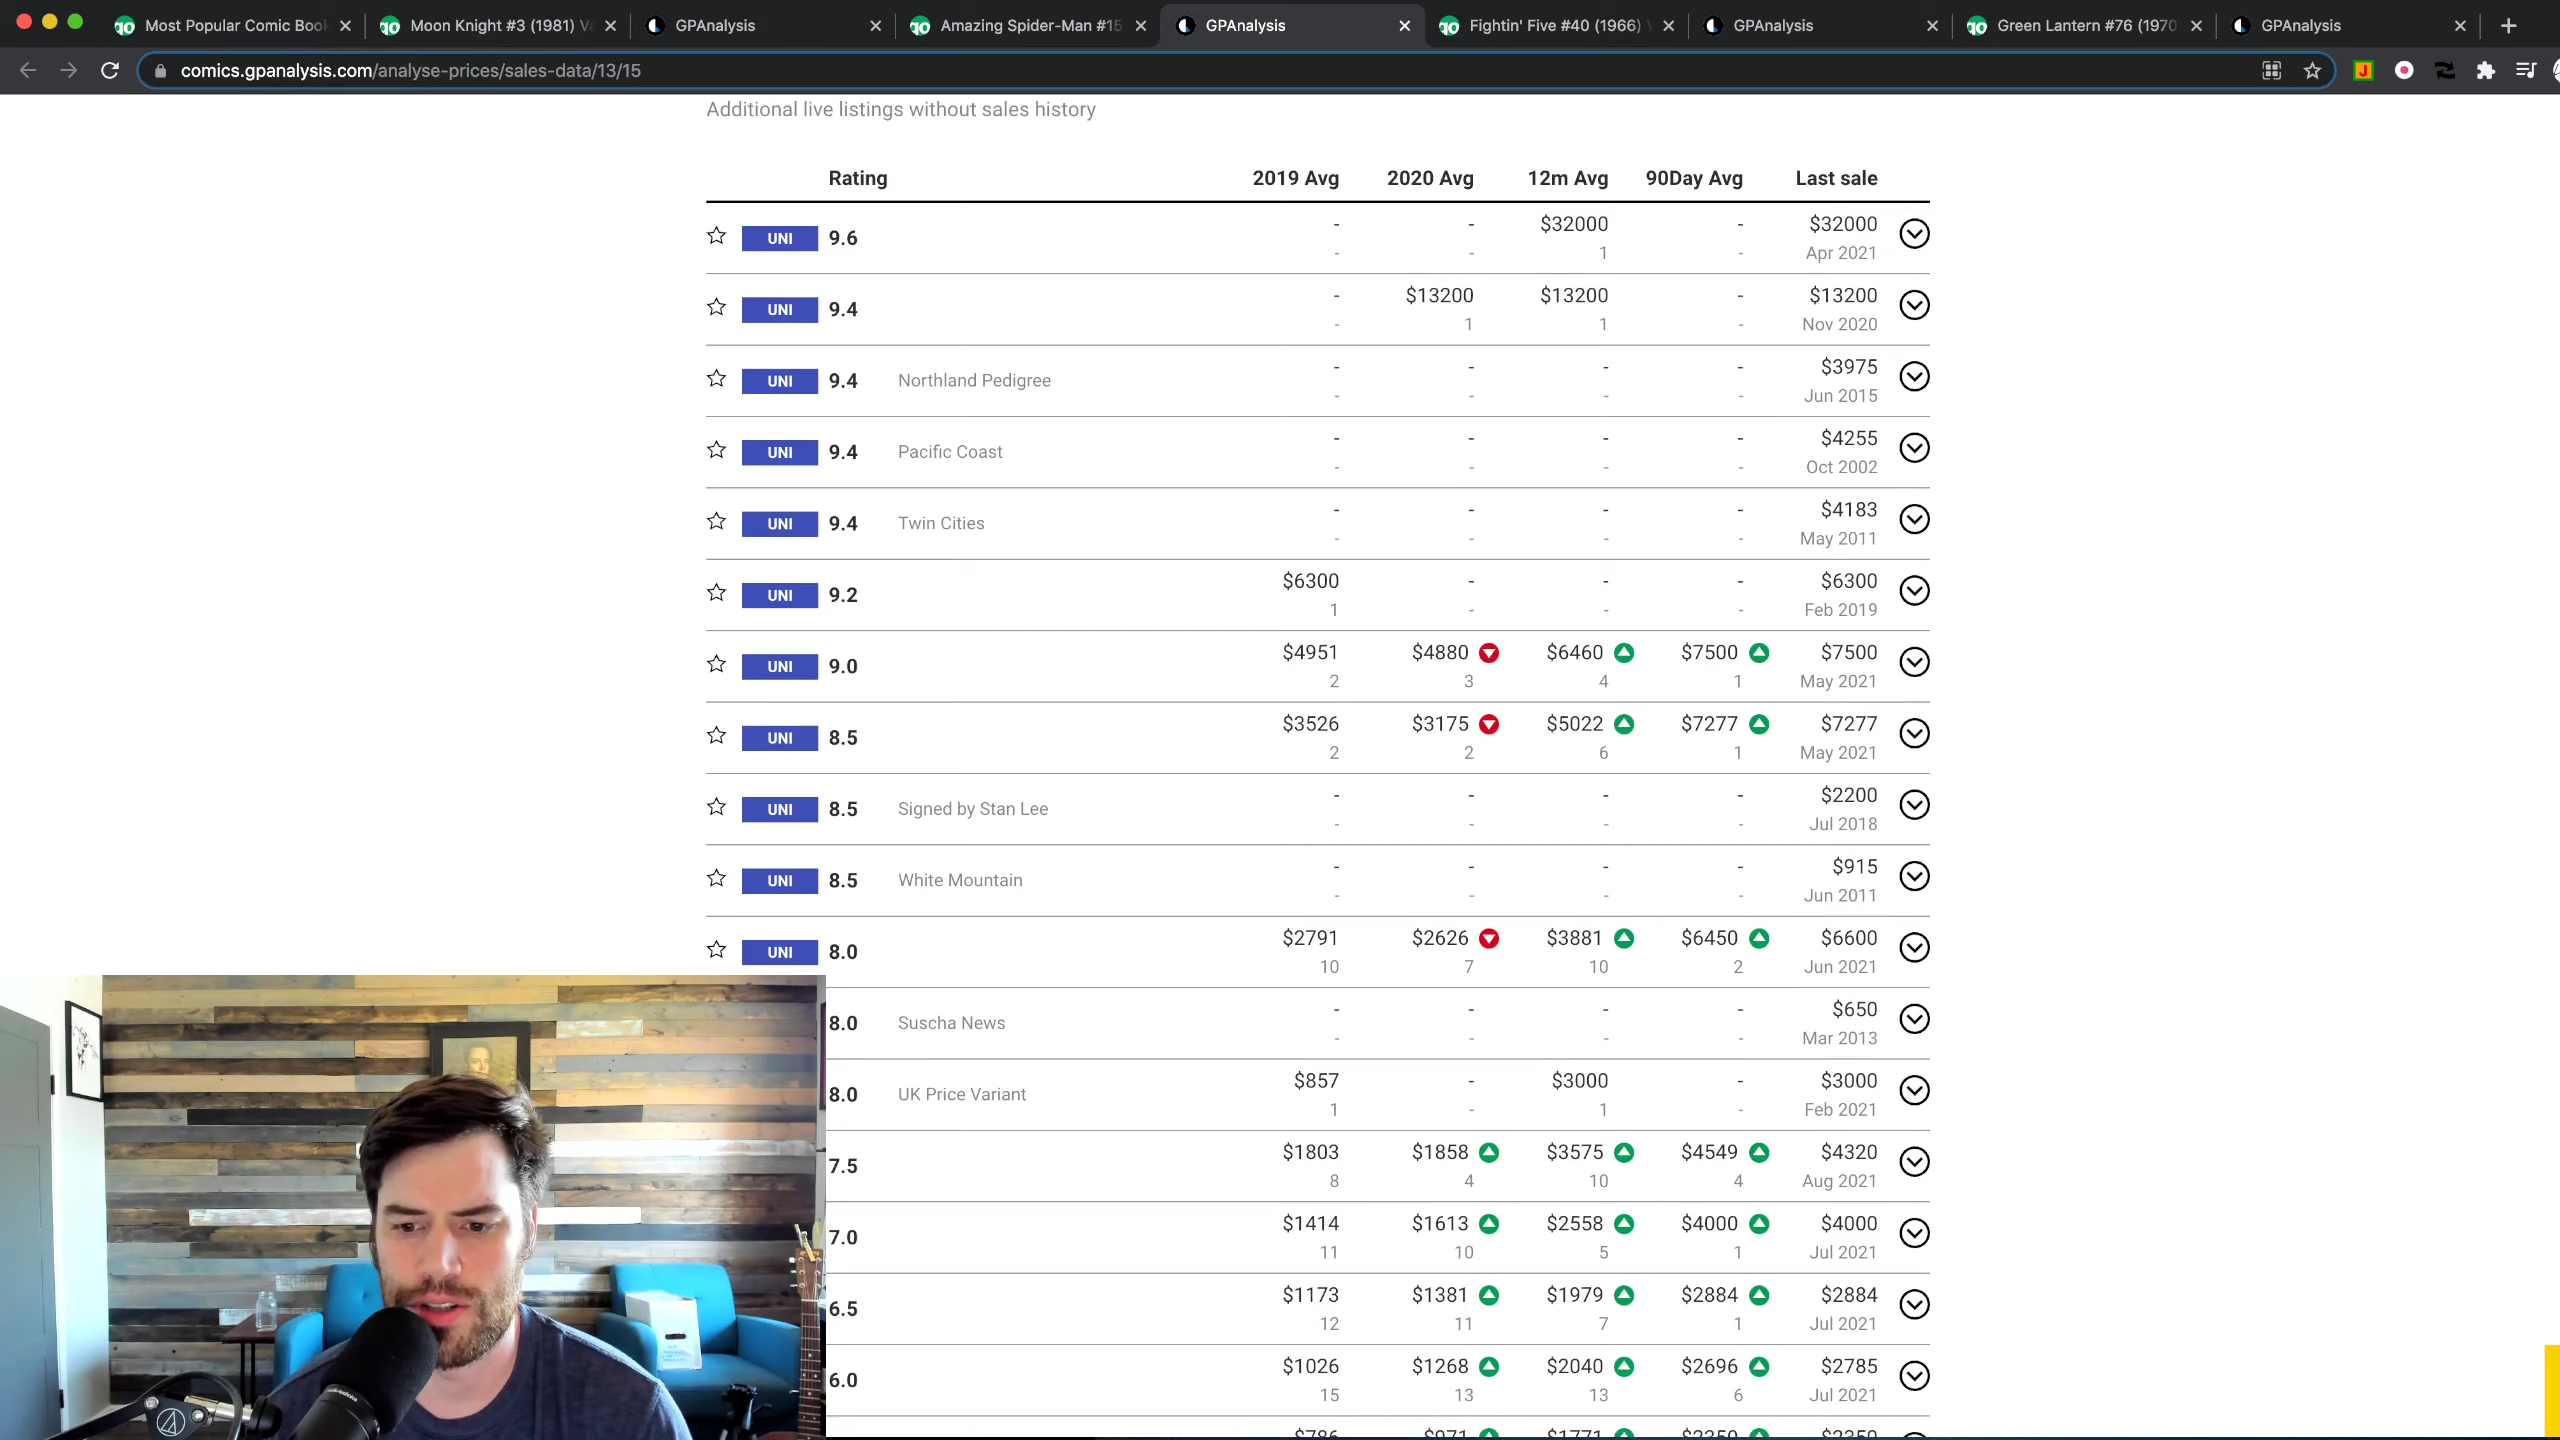 Most Popular Comic Book
Moon Knight #3 (1981) Va
GPAnalysis
Amazing Spider-Man #15
GPAnalysis
Fightin' Five #40 (1966) V
GPAnalysis
Green Lantern #76 (1970
GPAnalysis
comics.gpanalysis.com/analyse-prices/sales-data/13/15
Additional live listings without sales history
Rating 2019 Avg 2020 Avg 12m Avg 90Day Avg Last sale
UNI 9.6 - - $32000 - $32000
- - 1 - Apr 2021
UNI 9.4 - $13200 $13200 - $13200
- 1 1 - Nov 2020
UNI 9.4 Northland Pedigree - - - - $3975
- - - - Jun 2015
UNI 9.4 Pacific Coast - - - - $4255
- - - - Oct 2002
UNI 9.4 Twin Cities - - - - $4183
- - - - May 2011
UNI 9.2 $6300 - - - $6300
1 - - - Feb 2019
UNI 9.0 $4951 $4880 $6460 $7500 $7500
2 3 4 1 May 2021
UNI 8.5 $3526 $3175 $5022 $7277 $7277
2 2 6 1 May 2021
UNI 8.5 Signed by Stan Lee - - - - $2200
- - - - Jul 2018
UNI 8.5 White Mountain - - - - $915
- - - - Jun 2011
UNI 8.0 $2791 $2626 $3881 $6450 $6600
10 7 10 2 Jun 2021
8.0 Suscha News - - - - $650
- - - - Mar 2013
8.0 UK Price Variant $857 - $3000 - $3000
1 - 1 - Feb 2021
7.5 $1803 $1858 $3575 $4549 $4320
8 4 10 4 Aug 2021
7.0 $1414 $1613 $2558 $4000 $4000
11 10 5 1 Jul 2021
6.5 $1173 $1381 $1979 $2884 $2884
12 11 7 1 Jul 2021
6.0 $1026 $1268 $2040 $2696 $2785
15 13 13 6 Jul 2021
$786 $971 $1771 $2350 $2350